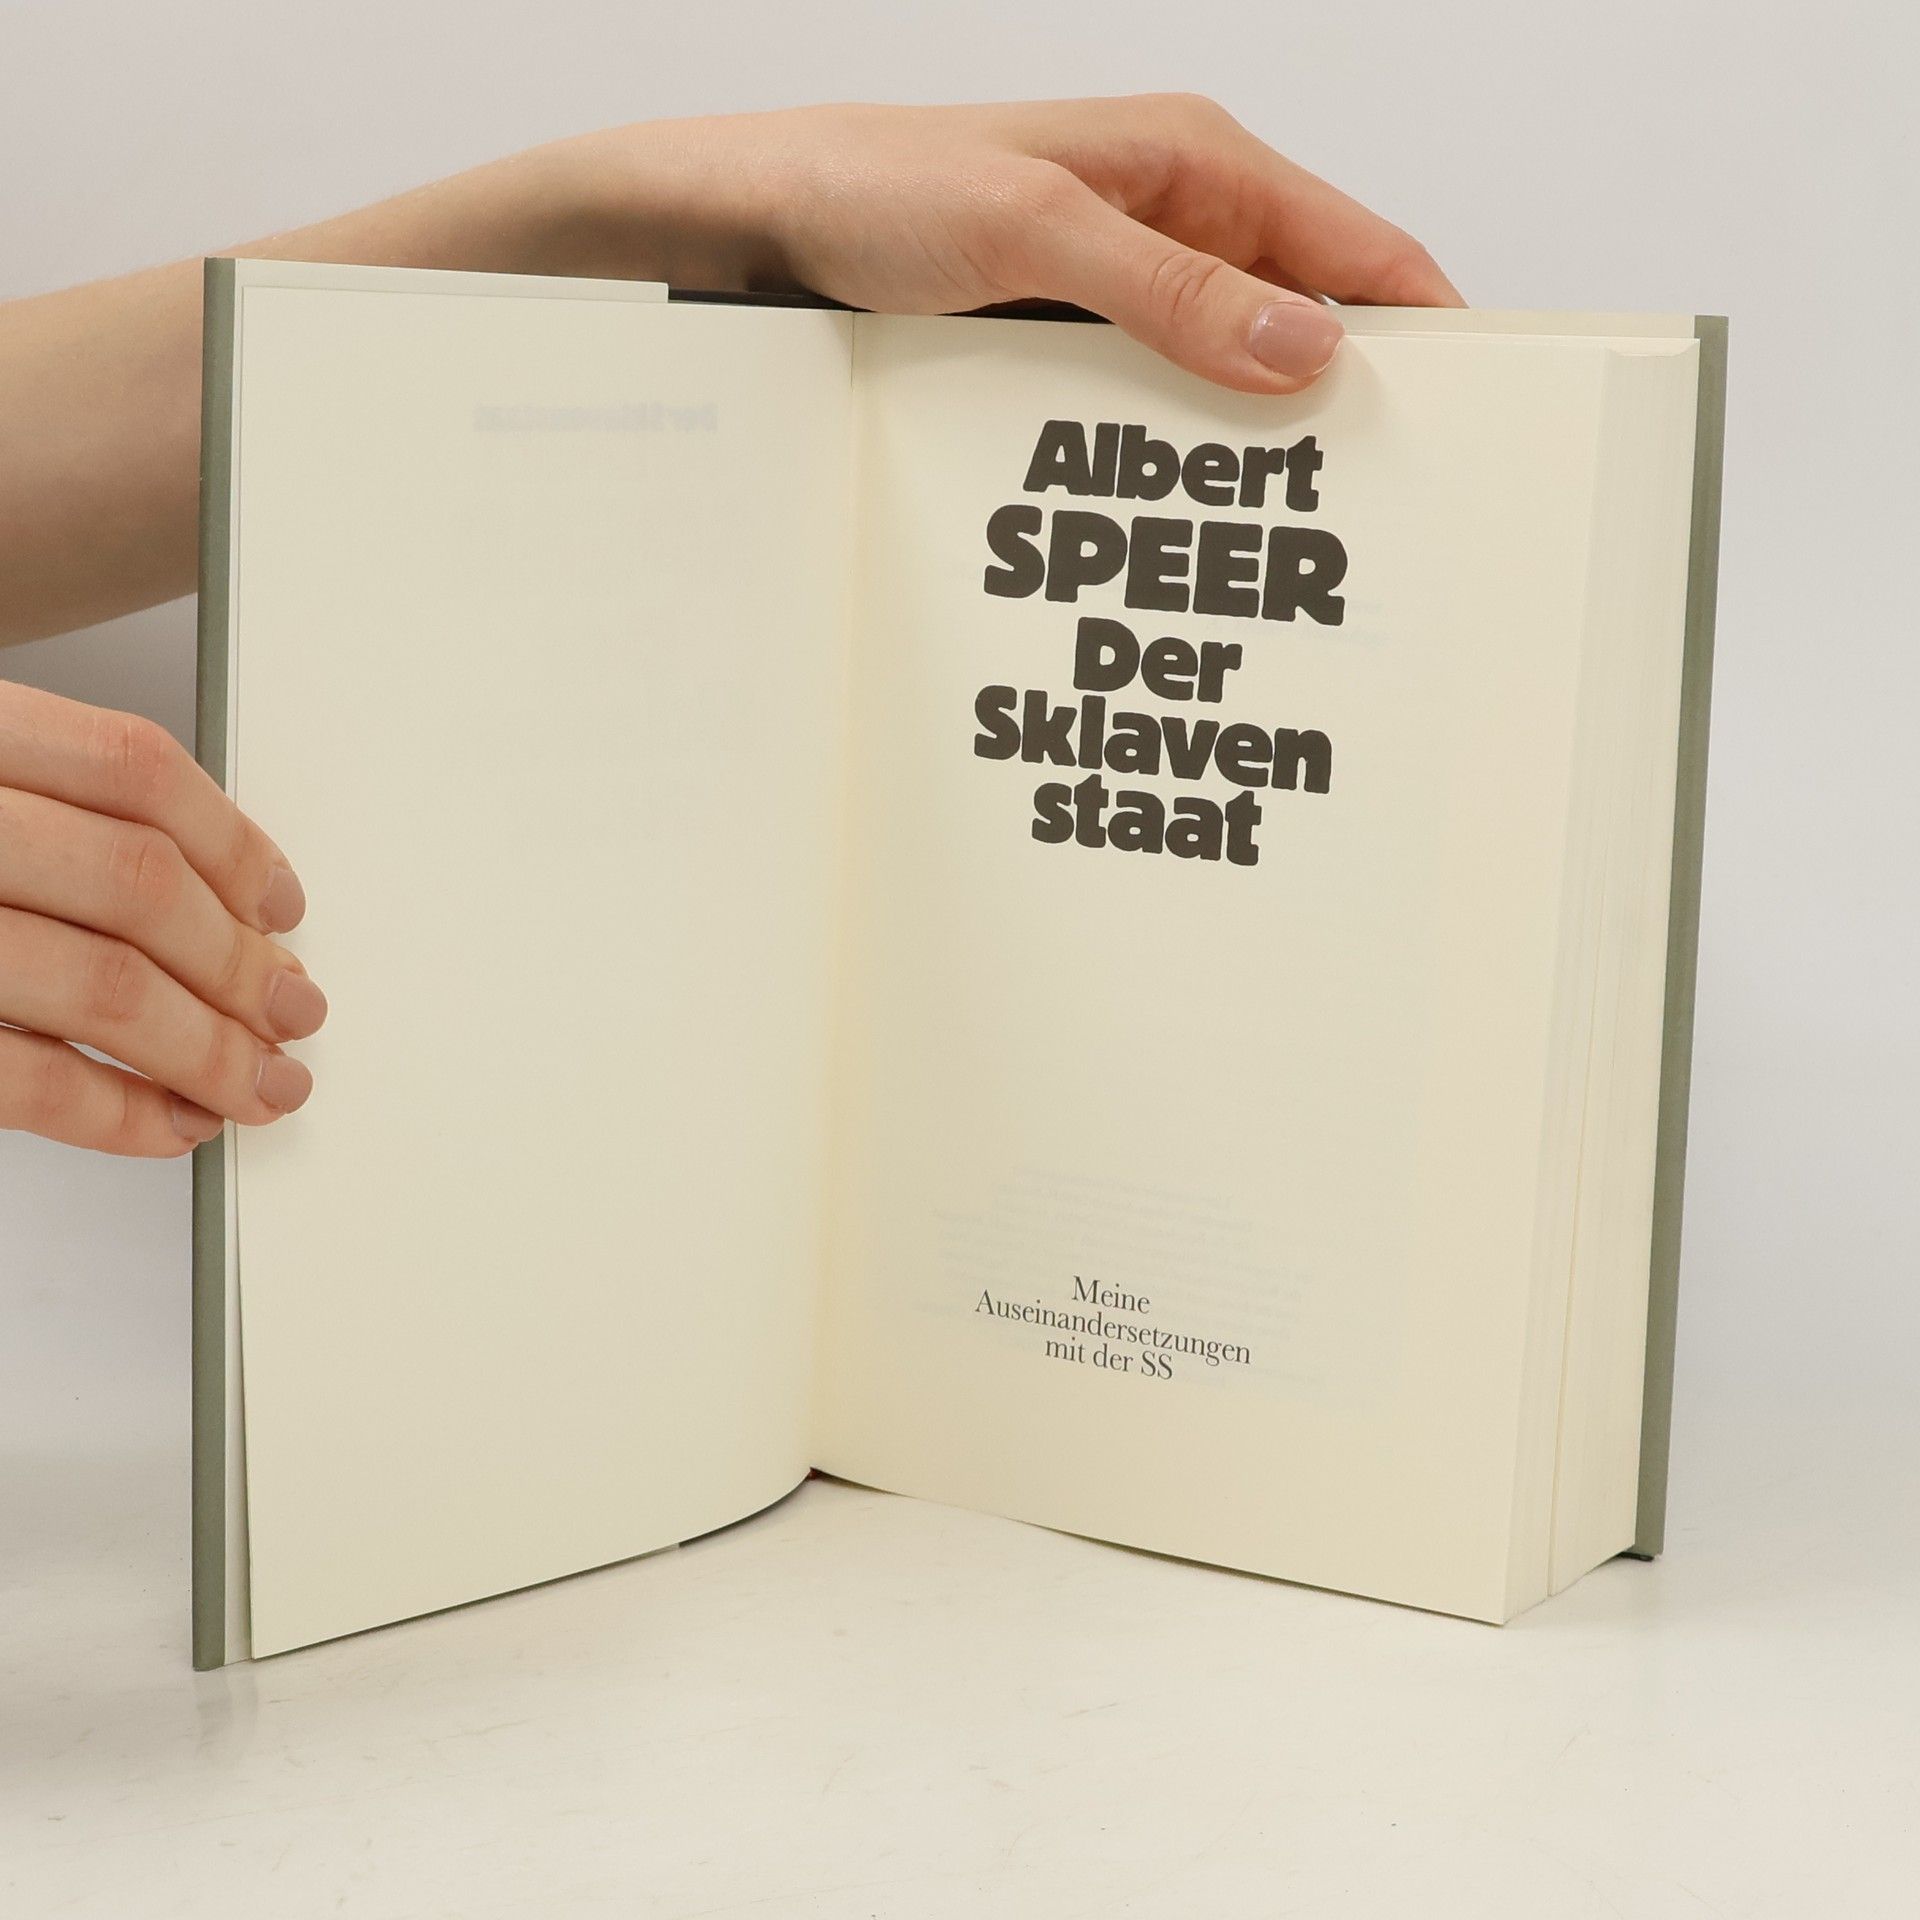 Albert
SPEER
Der
Sklaven
staat
Meine
Auseinandersetzungen
mit der SS